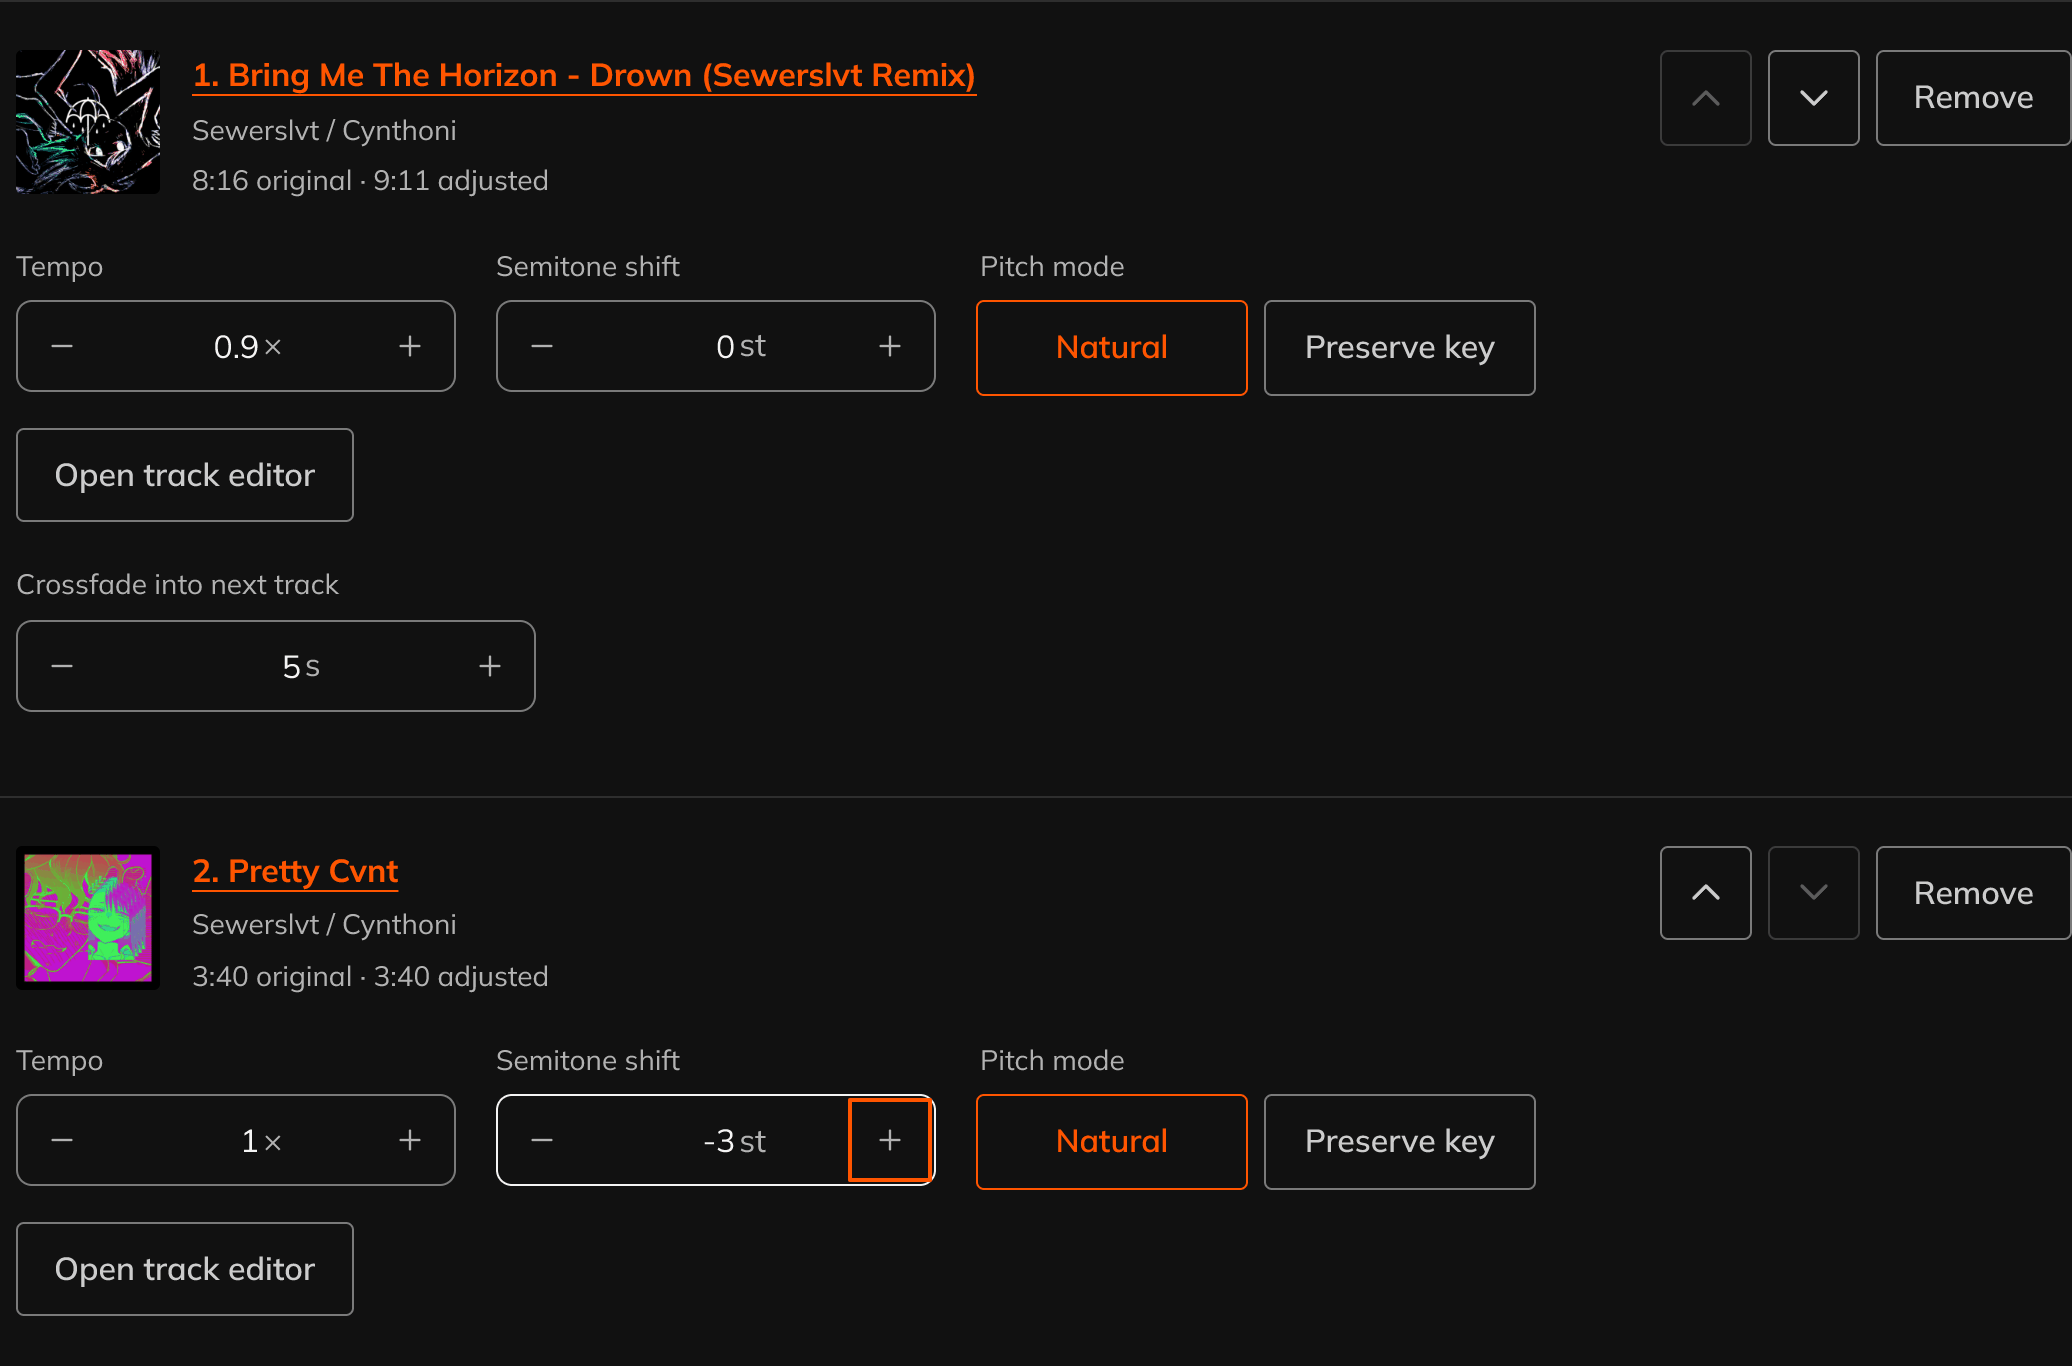 1. Bring Me The Horizon - Drown (Sewerslvt Remix)
Sewerslvt / Cynthoni
8:16 original · 9:11 adjusted
Remove
Tempo
Semitone shift
Pitch mode
− 0.9× +
− 0 st +
Natural
Preserve key
Open track editor
Crossfade into next track
− 5 s +
2. Pretty Cvnt
Sewerslvt / Cynthoni
3:40 original · 3:40 adjusted
Remove
Tempo
Semitone shift
Pitch mode
− 1× +
− -3 st +
Natural
Preserve key
Open track editor